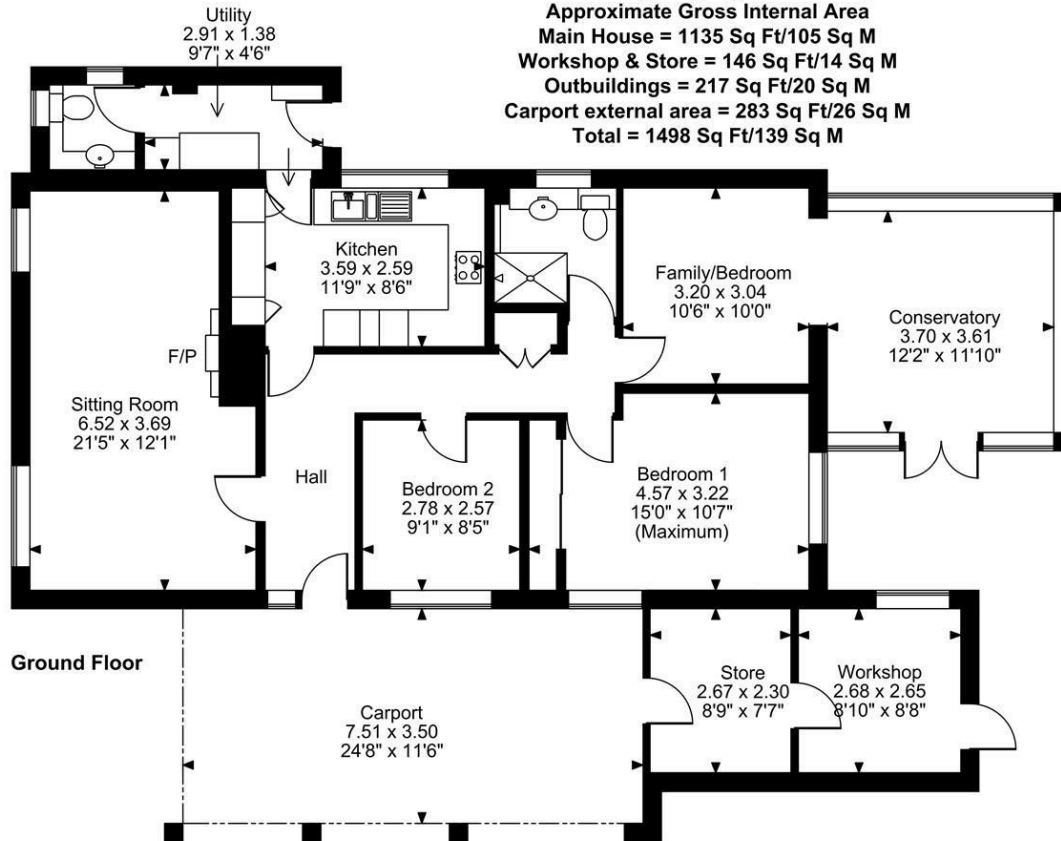 Approximate Gross Internal Area
Main House = 1135 Sq Ft/105 Sq M
Workshop & Store = 146 Sq Ft/14 Sq M
Outbuildings = 217 Sq Ft/20 Sq M
Carport external area = 283 Sq Ft/26 Sq M
Total = 1498 Sq Ft/139 Sq M
Utility
2.91 x 1.38
9'7" x 4'6"
Kitchen
3.59 x 2.59
11'9" x 8'6"
Family/Bedroom
3.20 x 3.04
10'6" x 10'0"
Conservatory
3.70 x 3.61
12'2" x 11'10"
F/P
Sitting Room
6.52 x 3.69
21'5" x 12'1"
Hall
Bedroom 2
2.78 x 2.57
9'1" x 8'5"
Bedroom 1
4.57 x 3.22
15'0" x 10'7"
(Maximum)
Ground Floor
Carport
7.51 x 3.50
24'8" x 11'6"
Store
2.67 x 2.30
8'9" x 7'7"
Workshop
2.68 x 2.65
8'10" x 8'8"